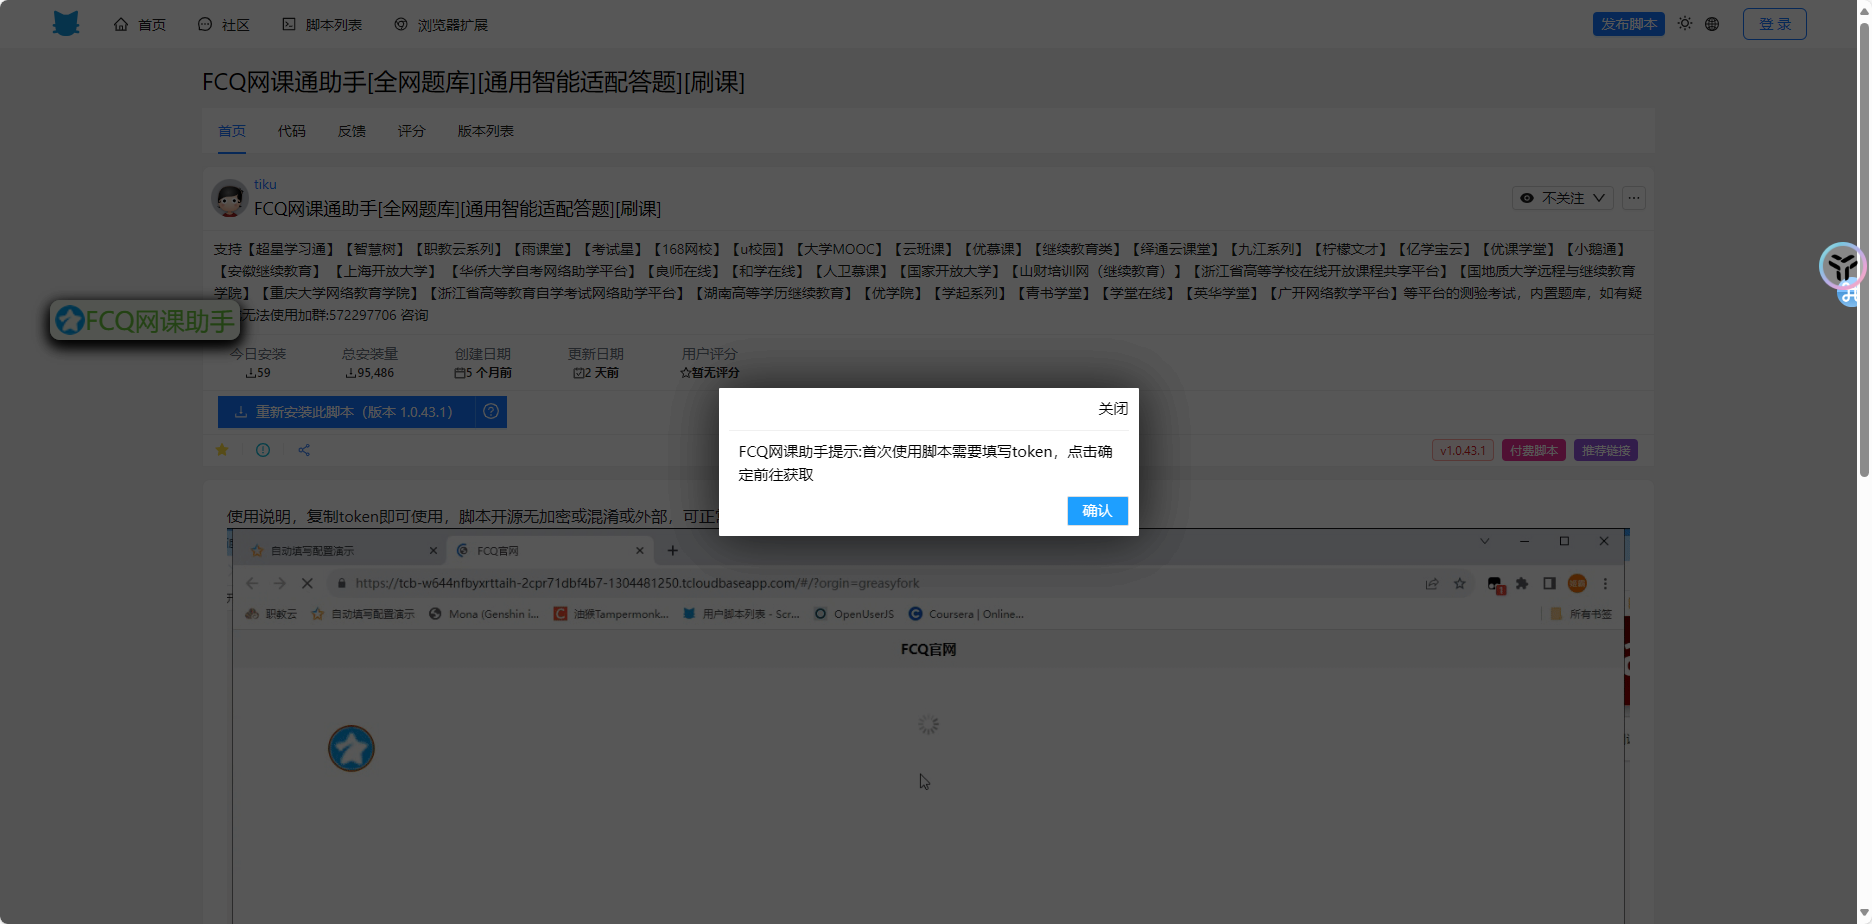 首页 社区 脚本列表 浏览器扩展 发布脚本 登 录
FCQ网课通助手[全网题库][通用智能适配答题][刷课]
首页 代码 反馈 评分 版本列表
tiku
FCQ网课通助手[全网题库][通用智能适配答题][刷课]
不关注
支持【超星学习通】【智慧树】【职教云系列】【雨课堂】【考试星】【168网校】【u校园】【大学MOOC】【云班课】【优慕课】【继续教育类】【绎通云课堂】【九江系列】【柠檬文才】【亿学宝云】【优课学堂】【小鹅通】
【安徽继续教育】 【上海开放大学】 【华侨大学自考网络助学平台】【良师在线】【和学在线】【人卫慕课】【国家开放大学】【山财培训网（继续教育）】【浙江省高等学校在线开放课程共享平台】【国地质大学远程与继续教育
学院】【重庆大学网络教育学院】【浙江省高等教育自学考试网络助学平台】【湖南高等学历继续教育】【优学院】【学起系列】【青书学堂】【学堂在线】【英华学堂】【广开网络教学平台】等平台的测验考试，内置题库，如有疑
无法使用加群:572297706 咨询
FCQ网课助手
今日安装 总安装量 创建日期 更新日期 用户评分
59 95,486 5 个月前 2 天前 暂无评分
重新安装此脚本（版本 1.0.43.1）
v1.0.43.1 付费脚本 推荐链接
关闭
FCQ网课助手提示:首次使用脚本需要填写token，点击确
定前往获取
确认
使用说明，复制token即可使用，脚本开源无加密或混淆或外部，可正
自动填写配置演示 FCQ官网
https://tcb-w644nfbyxrttaih-2cpr71dbf4b7-1304481250.tcloudbaseapp.com/#/?orgin=greasyfork
1
职教云 自动填写配置演示 Mona (Genshin i... 油猴Tampermonk... 用户脚本列表 - Scr... OpenUserJS Coursera | Online... 所有书签
FCQ官网